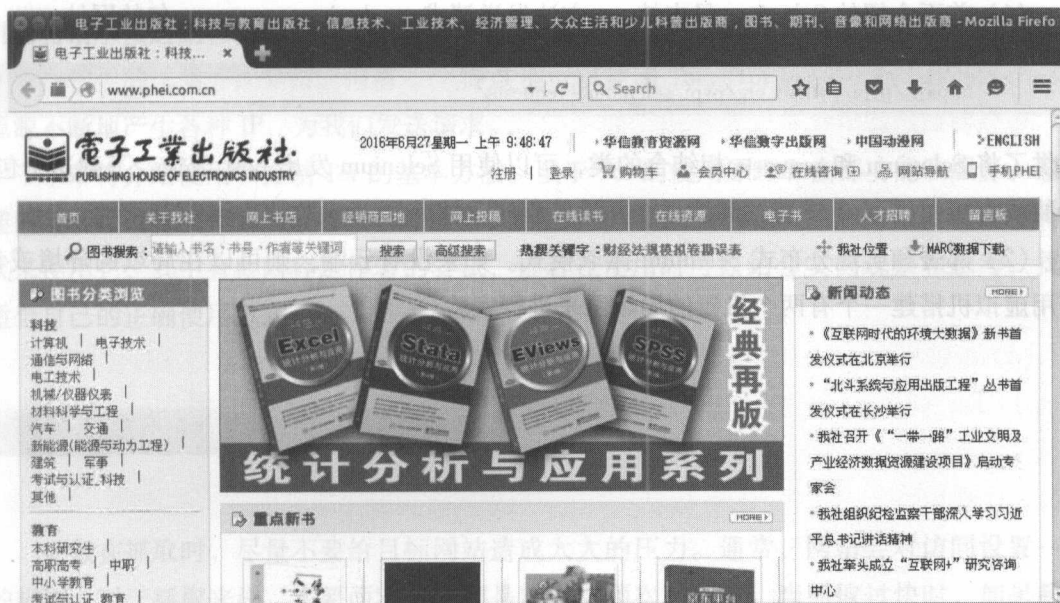 电子工业出版社：科技与教育出版社，信息技术、工业技术、经济管理、大众生活和少儿科普出版商，图书、期刊、音像和网络出版商 - Mozilla Firefo
电子工业出版社：科技...
www.phei.com.cn
Search
電子工業出版社
PUBLISHING HOUSE OF ELECTRONICS INDUSTRY
2016年6月27星期一 上午 9:48:47
华信教育资源网
华信数字出版网
中国动漫网
ENGLISH
注册 | 登录
购物车
会员中心
在线咨询
网站导航
手机PHEI
首页
关于我社
网上书店
经销商园地
网上投稿
在线读书
在线资源
电子书
人才招聘
留言板
图书搜索：请输入书名、书号、作者等关键词
搜索
高级搜索
热搜关键字：财经法规模拟卷勘误表
我社位置
MARC数据下载
图书分类浏览
科技
计算机 | 电子技术 |
通信与网络 |
电工技术 |
机械/仪器仪表 |
材料科学与工程 |
汽车 | 交通 |
新能源(能源与动力工程) |
建筑 | 军事 |
考试与认证_科技 |
其他 |
教育
本科研究生 |
高职高专 | 中职 |
中小学教育 |
考试与认证_教育 |
Excel
Stata
EViews
SPSS
经典再版
统计分析与应用系列
重点新书
MORE
新闻动态
MORE
《互联网时代的环境大数据》新书首
发仪式在北京举行
“北斗系统与应用出版工程”丛书首
发仪式在长沙举行
我社召开《“一带一路”工业文明及
产业经济数据资源建设项目》启动专
家会
我社组织纪检监察干部深入学习习近
平总书记讲话精神
我社牵头成立“互联网+”研究咨询
中心